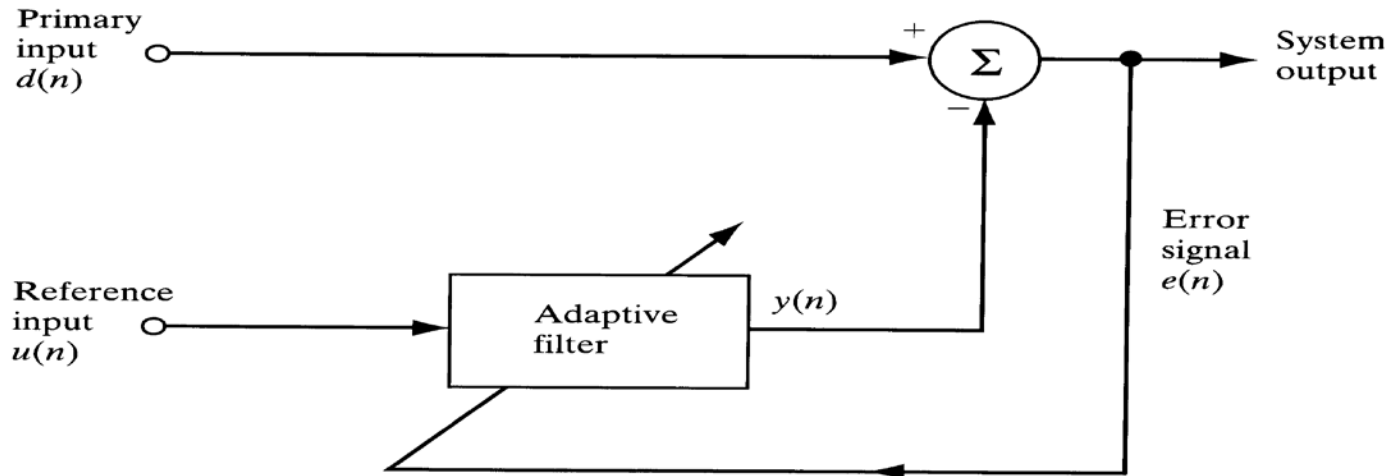 Primary
input
d(n)
+
Σ
−
System
output
Error
signal
e(n)
Reference
input
u(n)
Adaptive
filter
y(n)